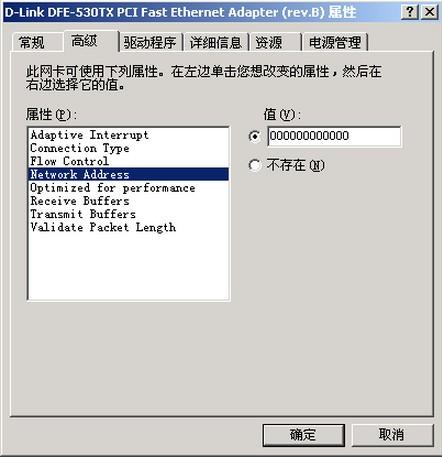 D-Link DFE-530TX PCI Fast Ethernet Adapter (rev.B) 属性
常规 高级 驱动程序 详细信息 资源 电源管理
此网卡可使用下列属性。在左边单击您想改变的属性，然后在
右边选择它的值。
属性(P):
Adaptive Interrupt
Connection Type
Flow Control
Network Address
Optimized for performance
Receive Buffers
Transmit Buffers
Validate Packet Length
值(V):
000000000000
不存在(N)
确定 取消